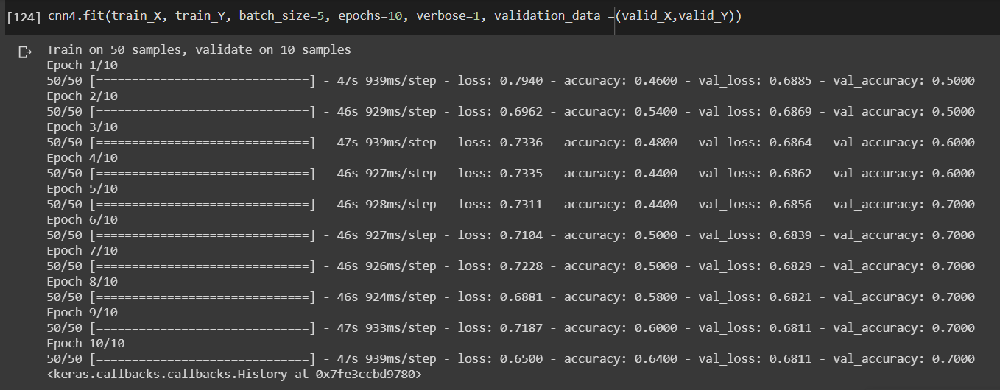 [124] cnn4.fit(train_X, train_Y, batch_size=5, epochs=10, verbose=1, validation_data =(valid_X,valid_Y))
Train on 50 samples, validate on 10 samples
Epoch 1/10
50/50 [==============================] - 47s 939ms/step - loss: 0.7940 - accuracy: 0.4600 - val_loss: 0.6885 - val_accuracy: 0.5000
Epoch 2/10
50/50 [==============================] - 46s 929ms/step - loss: 0.6962 - accuracy: 0.5400 - val_loss: 0.6869 - val_accuracy: 0.5000
Epoch 3/10
50/50 [==============================] - 47s 939ms/step - loss: 0.7336 - accuracy: 0.4800 - val_loss: 0.6864 - val_accuracy: 0.6000
Epoch 4/10
50/50 [==============================] - 46s 927ms/step - loss: 0.7335 - accuracy: 0.4400 - val_loss: 0.6862 - val_accuracy: 0.6000
Epoch 5/10
50/50 [==============================] - 46s 928ms/step - loss: 0.7311 - accuracy: 0.4400 - val_loss: 0.6856 - val_accuracy: 0.7000
Epoch 6/10
50/50 [==============================] - 46s 927ms/step - loss: 0.7104 - accuracy: 0.5000 - val_loss: 0.6839 - val_accuracy: 0.7000
Epoch 7/10
50/50 [==============================] - 46s 926ms/step - loss: 0.7228 - accuracy: 0.5000 - val_loss: 0.6829 - val_accuracy: 0.7000
Epoch 8/10
50/50 [==============================] - 46s 924ms/step - loss: 0.6881 - accuracy: 0.5800 - val_loss: 0.6821 - val_accuracy: 0.7000
Epoch 9/10
50/50 [==============================] - 47s 933ms/step - loss: 0.7187 - accuracy: 0.6000 - val_loss: 0.6811 - val_accuracy: 0.7000
Epoch 10/10
50/50 [==============================] - 47s 939ms/step - loss: 0.6500 - accuracy: 0.6400 - val_loss: 0.6811 - val_accuracy: 0.7000
<keras.callbacks.callbacks.History at 0x7fe3ccbd9780>